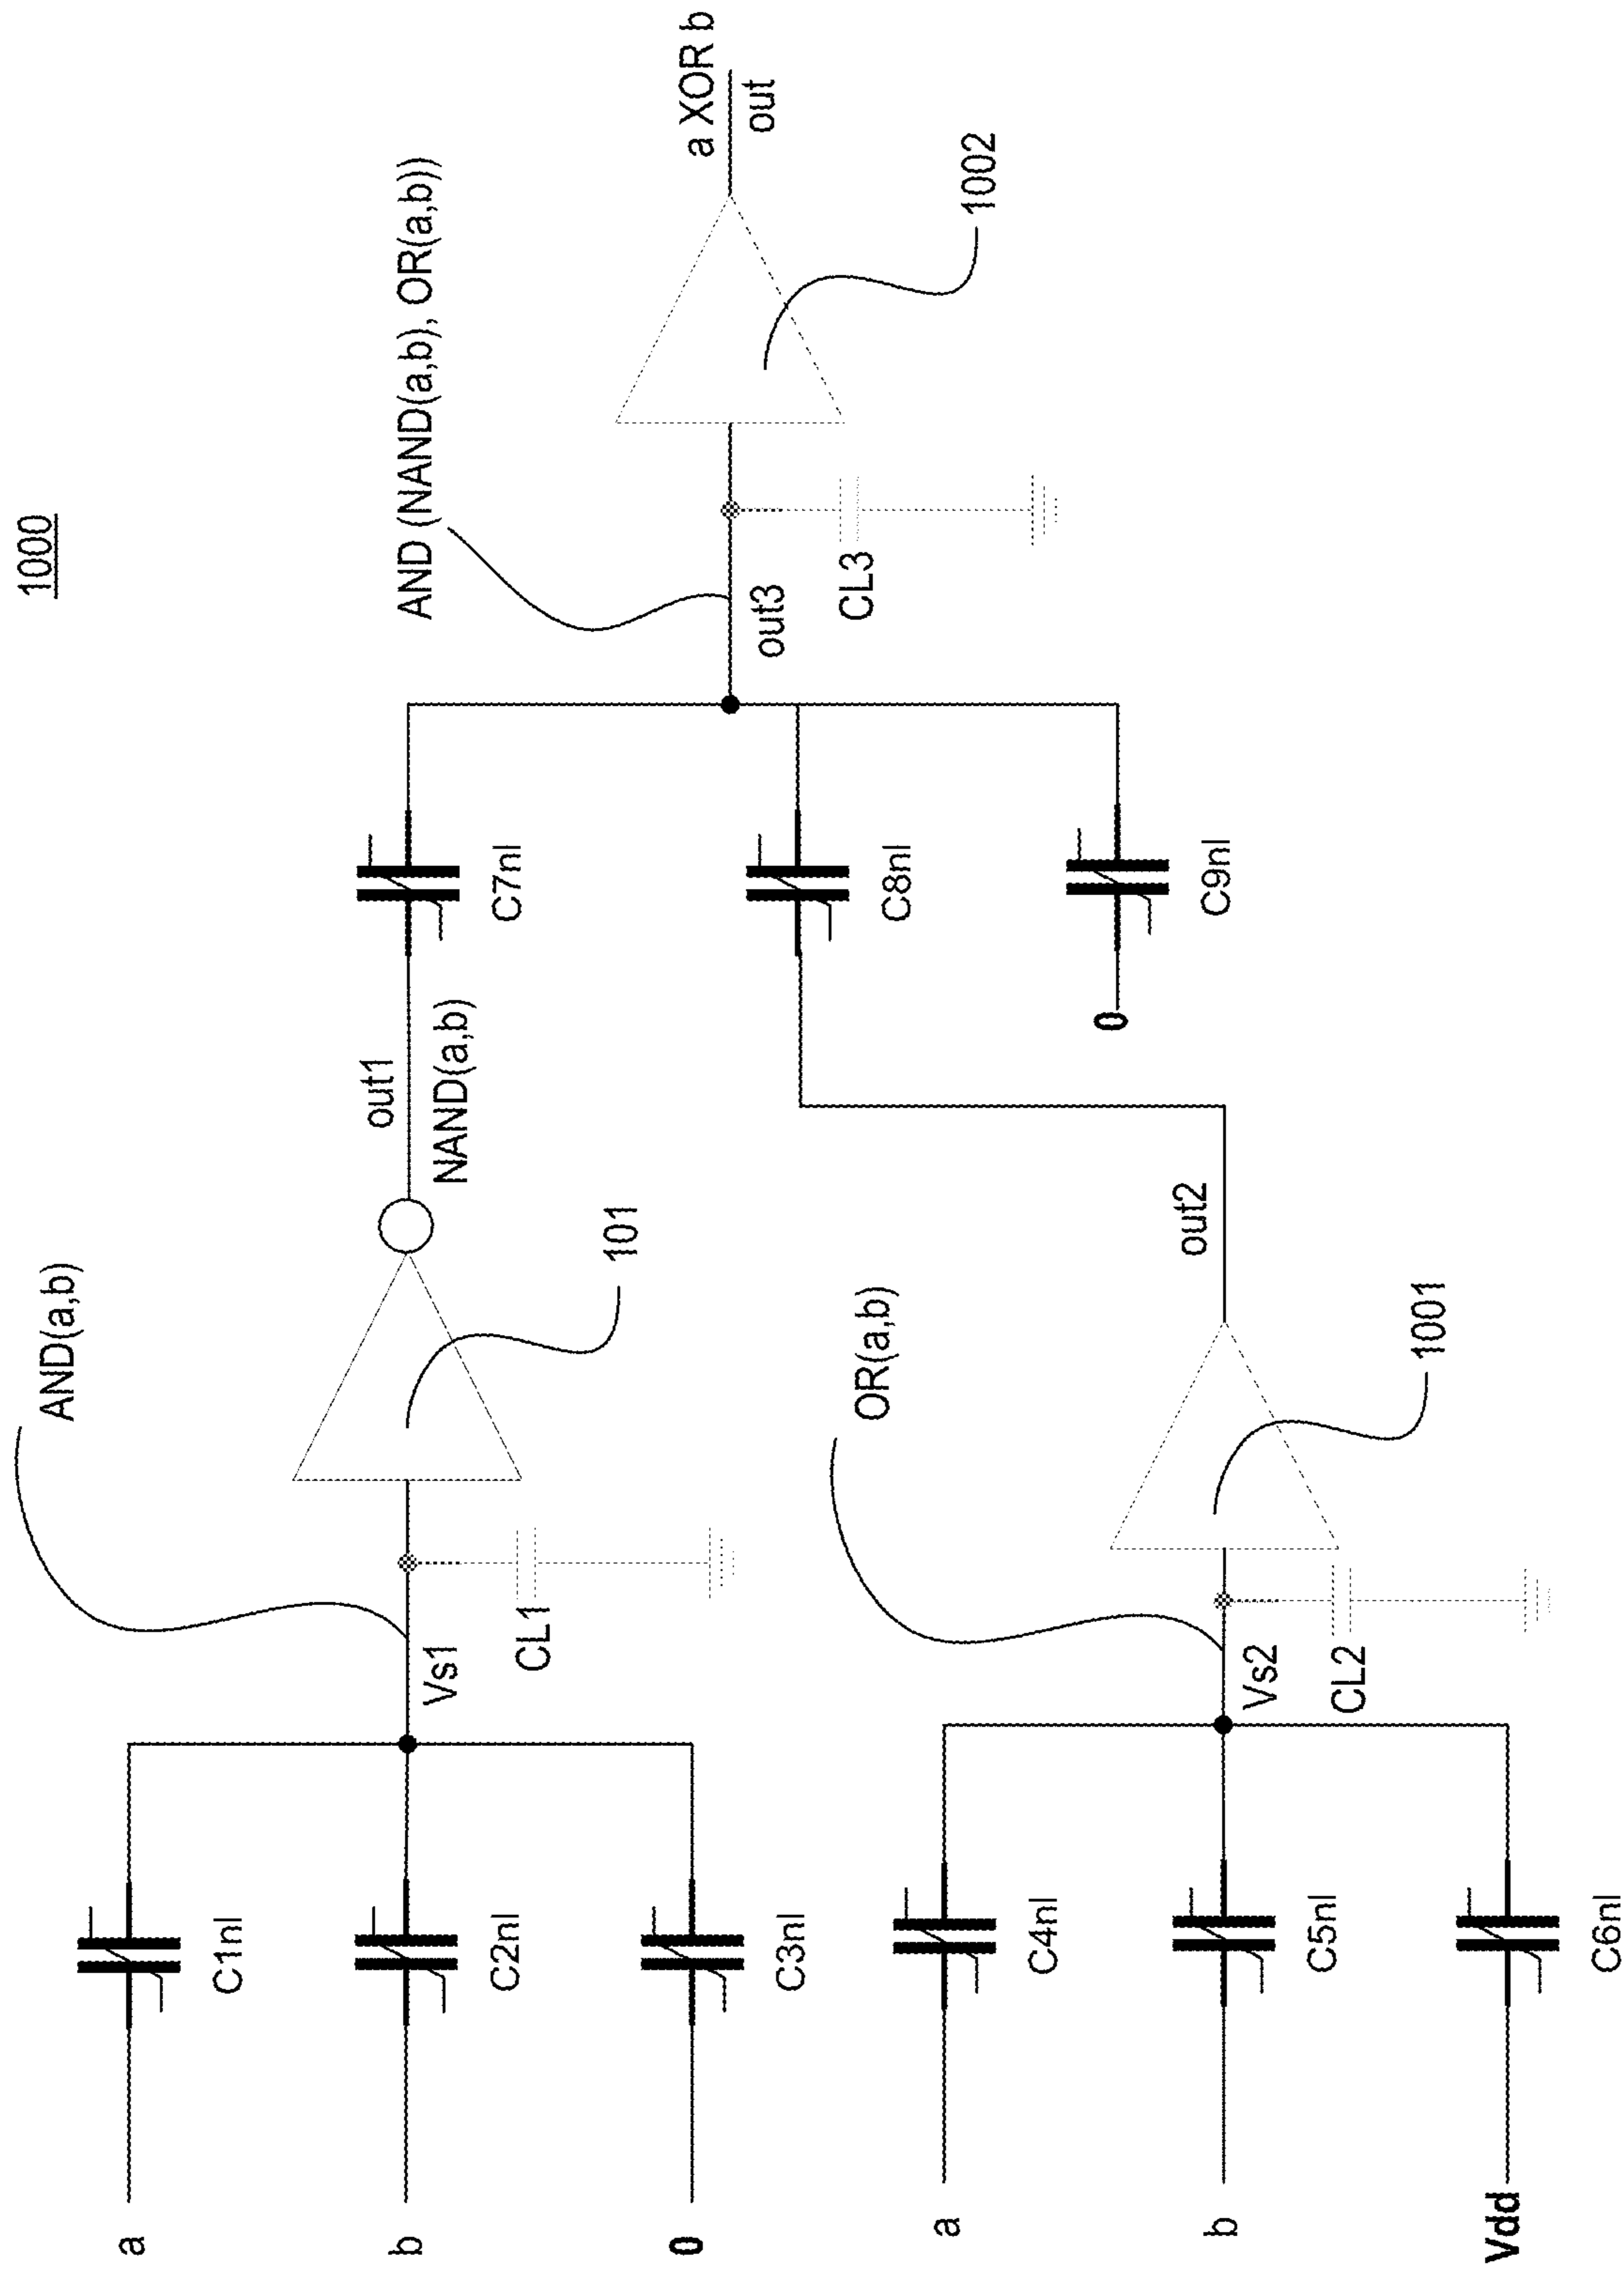 1000
a
b
0
C1nl
C2nl
C3nl
Vs1
AND(a,b)
CL1
101
out1
NAND(a,b)
a
b
Vdd
C4nl
C5nl
C6nl
Vs2
OR(a,b)
CL2
1001
out2
C7nl
C8nl
0
C9nl
out3
AND (NAND(a,b), OR(a,b))
CL3
1002
a XOR b
out